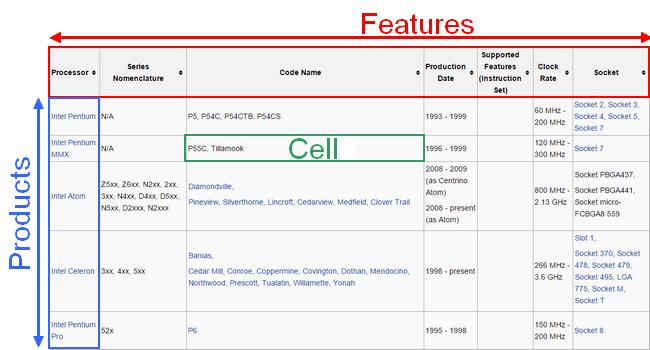 Features
Products
Processor
Series
Nomenclature
Code Name
Production
Date
Supported
Features
(Instruction
Set)
Clock
Rate
Socket
Intel Pentium
N/A
P5, P54C, P54CTB, P54CS
1993 - 1999
60 MHz -
200 MHz
Socket 2, Socket 3,
Socket 4, Socket 5,
Socket 7
Intel Pentium
MMX
N/A
P55C, Tillamook
Cell
1996 - 1999
120 MHz -
300 MHz
Socket 7
Intel Atom
Z5xx, Z6xx, N2xx, 2xx,
3xx, N4xx, D4xx, D5xx,
N5xx, D2xxx, N2xxx
Diamondville,
Pineview, Silverthorne, Lincroft, Cedarview, Medfield, Clover Trail
2008 - 2009
(as Centrino
Atom)
2008 - present
(as Atom)
800 MHz -
2.13 GHz
Socket PBGA437,
Socket PBGA441,
Socket micro-
FCBGA8 559
Intel Celeron
3xx, 4xx, 5xx
Banias,
Cedar Mill, Conroe, Coppermine, Covington, Dothan, Mendocino,
Northwood, Prescott, Tualatin, Willamette, Yonah
1998 - present
266 MHz -
3.6 GHz
Slot 1,
Socket 370, Socket
478, Socket 479,
Socket 495, LGA
775, Socket M,
Socket T
Intel Pentium
Pro
52x
P6
1995 - 1998
150 MHz -
200 MHz
Socket 8